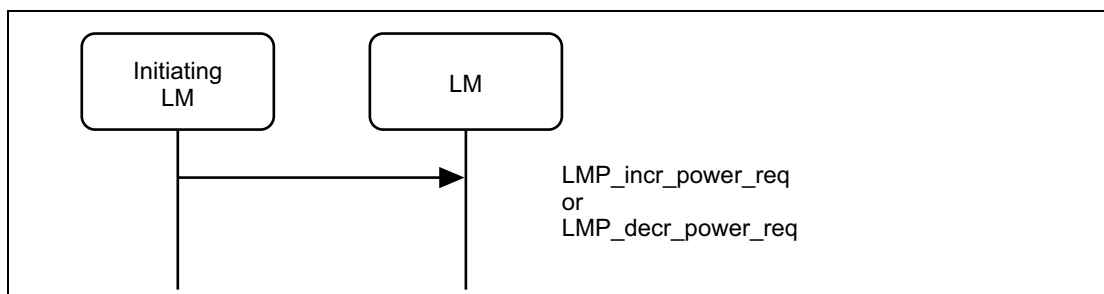 Initiating
LM
LM
LMP_incr_power_req
or
LMP_decr_power_req